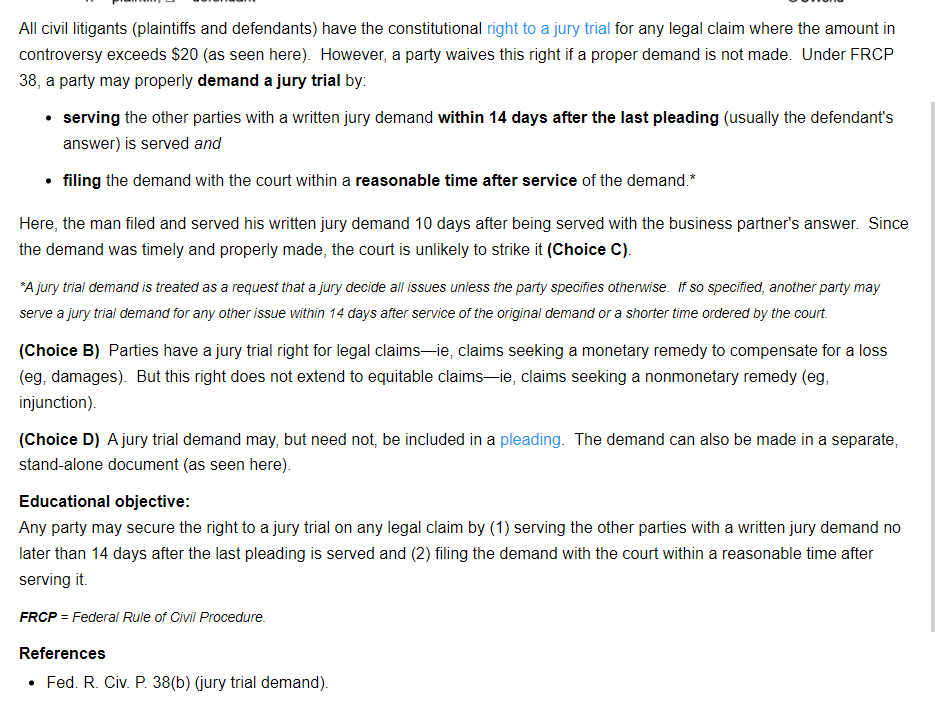 All civil litigants (plaintiffs and defendants) have the constitutional right to a jury trial for any legal claim where the amount in
controversy exceeds $20 (as seen here).  However, a party waives this right if a proper demand is not made.  Under FRCP
38, a party may properly demand a jury trial by:
• serving the other parties with a written jury demand within 14 days after the last pleading (usually the defendant's
answer) is served and
• filing the demand with the court within a reasonable time after service of the demand.*
Here, the man filed and served his written jury demand 10 days after being served with the business partner's answer.  Since
the demand was timely and properly made, the court is unlikely to strike it (Choice C).
*A jury trial demand is treated as a request that a jury decide all issues unless the party specifies otherwise.  If so specified, another party may
serve a jury trial demand for any other issue within 14 days after service of the original demand or a shorter time ordered by the court.
(Choice B)  Parties have a jury trial right for legal claims—ie, claims seeking a monetary remedy to compensate for a loss
(eg, damages).  But this right does not extend to equitable claims—ie, claims seeking a nonmonetary remedy (eg,
injunction).
(Choice D)  A jury trial demand may, but need not, be included in a pleading.  The demand can also be made in a separate,
stand-alone document (as seen here).
Educational objective:
Any party may secure the right to a jury trial on any legal claim by (1) serving the other parties with a written jury demand no
later than 14 days after the last pleading is served and (2) filing the demand with the court within a reasonable time after
serving it.
FRCP = Federal Rule of Civil Procedure.
References
• Fed. R. Civ. P. 38(b) (jury trial demand).